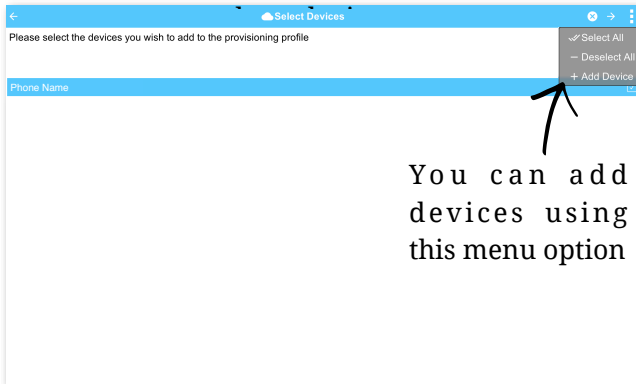 Select Devices
Please select the devices you wish to add to the provisioning profile
Select All
Deselect All
Add Device
Phone Name
You can add
devices using
this menu option